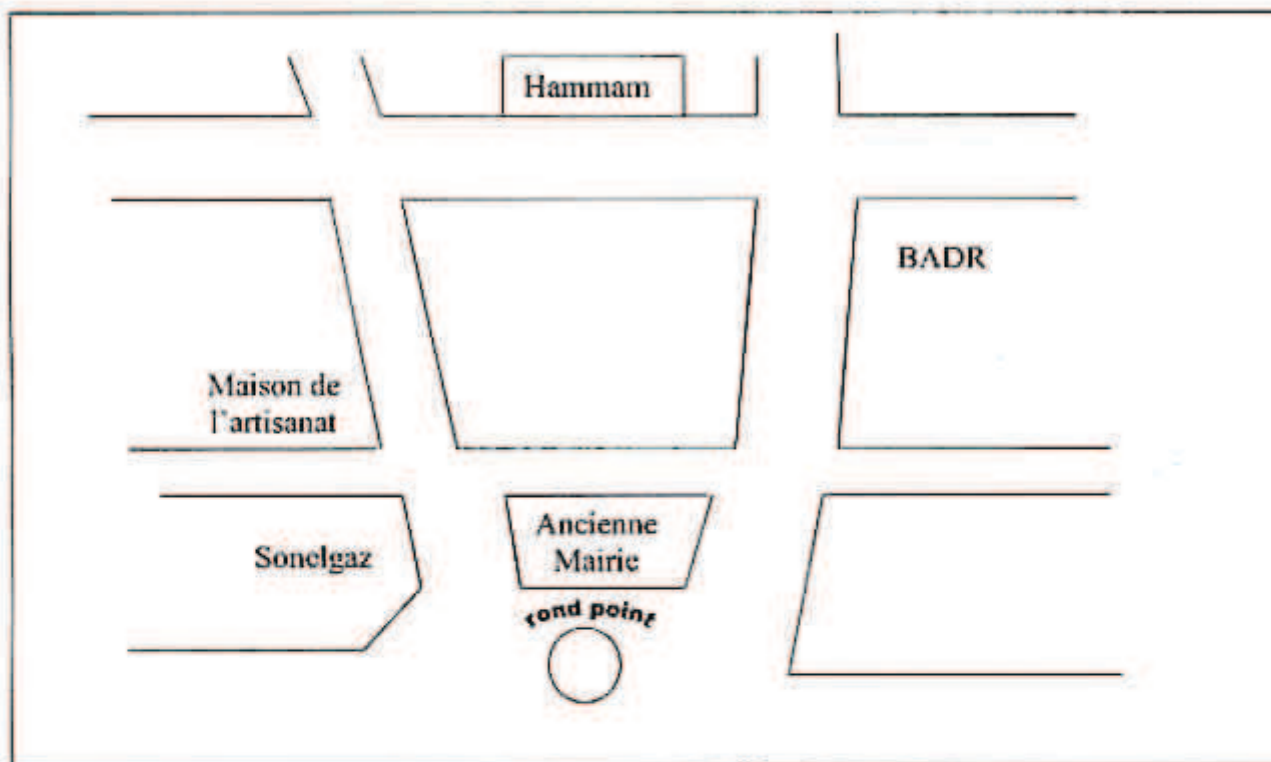 Hammam
BADR
Maison de
l'artisanat
Sonelgaz
Ancienne
Mairie
rond point